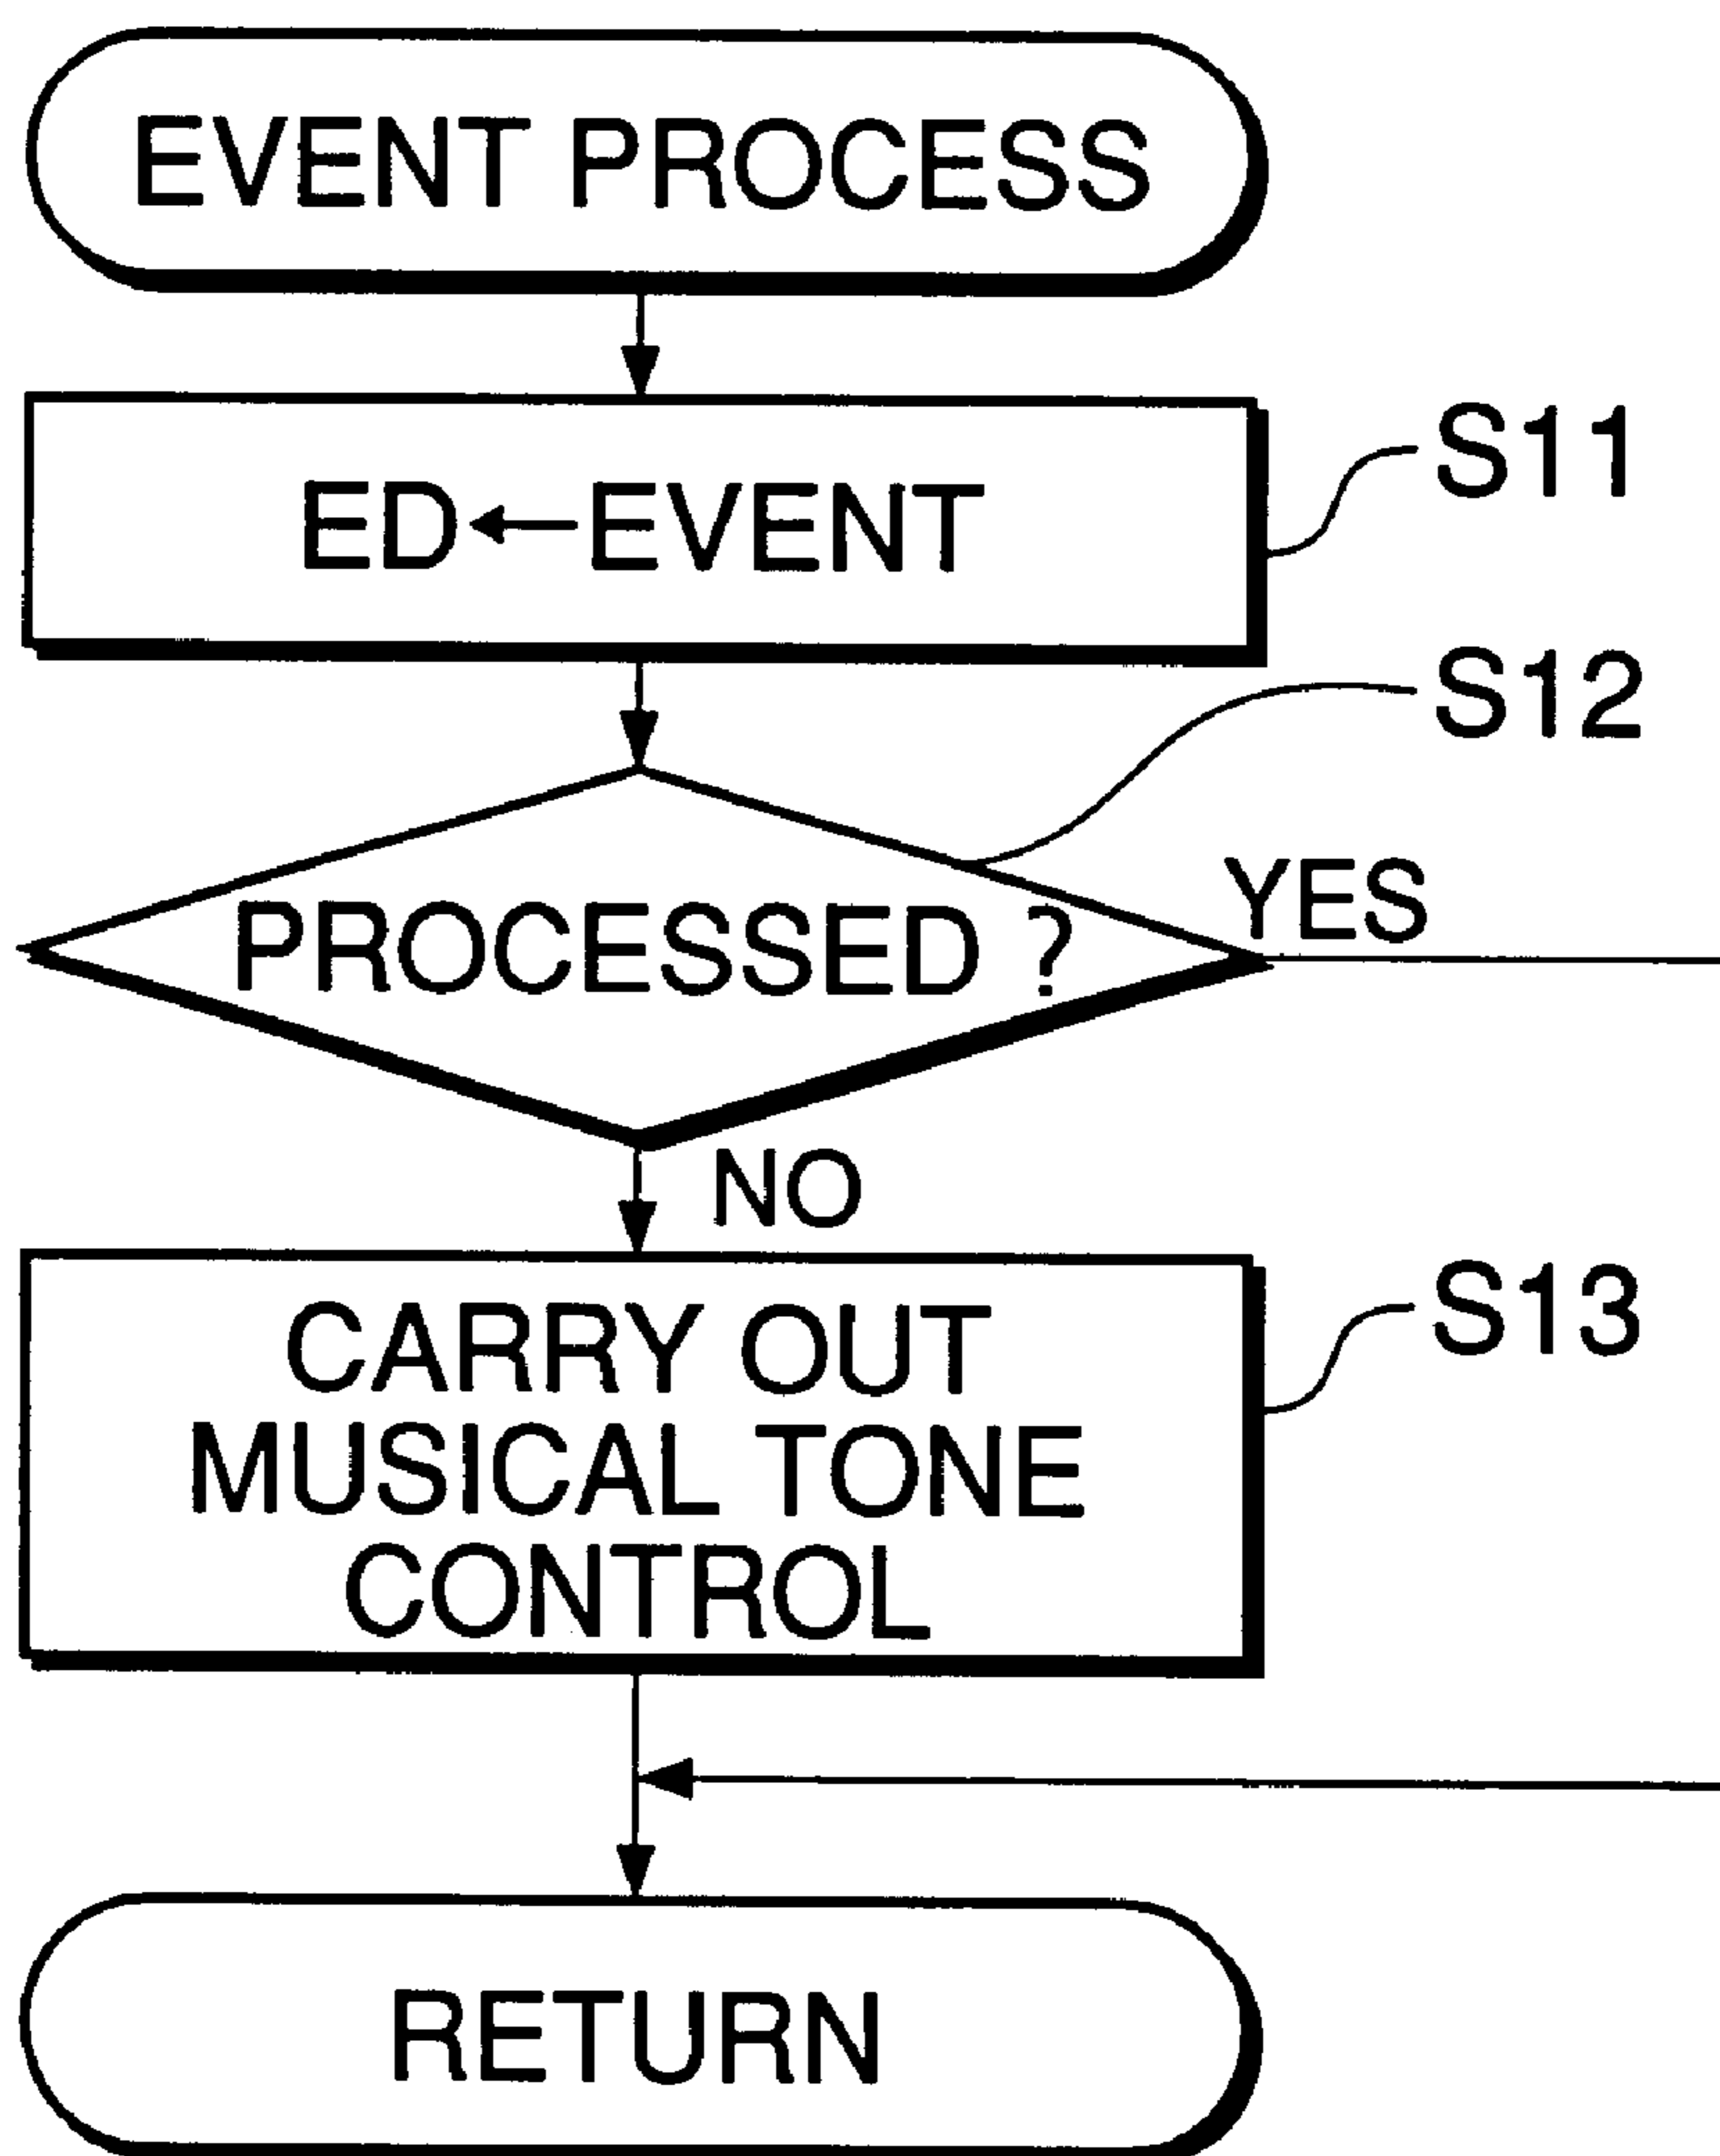 EVENT PROCESS
ED←EVENT
S11
S12
PROCESSED ?
YES
NO
CARRY OUT
MUSICAL TONE
CONTROL
S13
RETURN